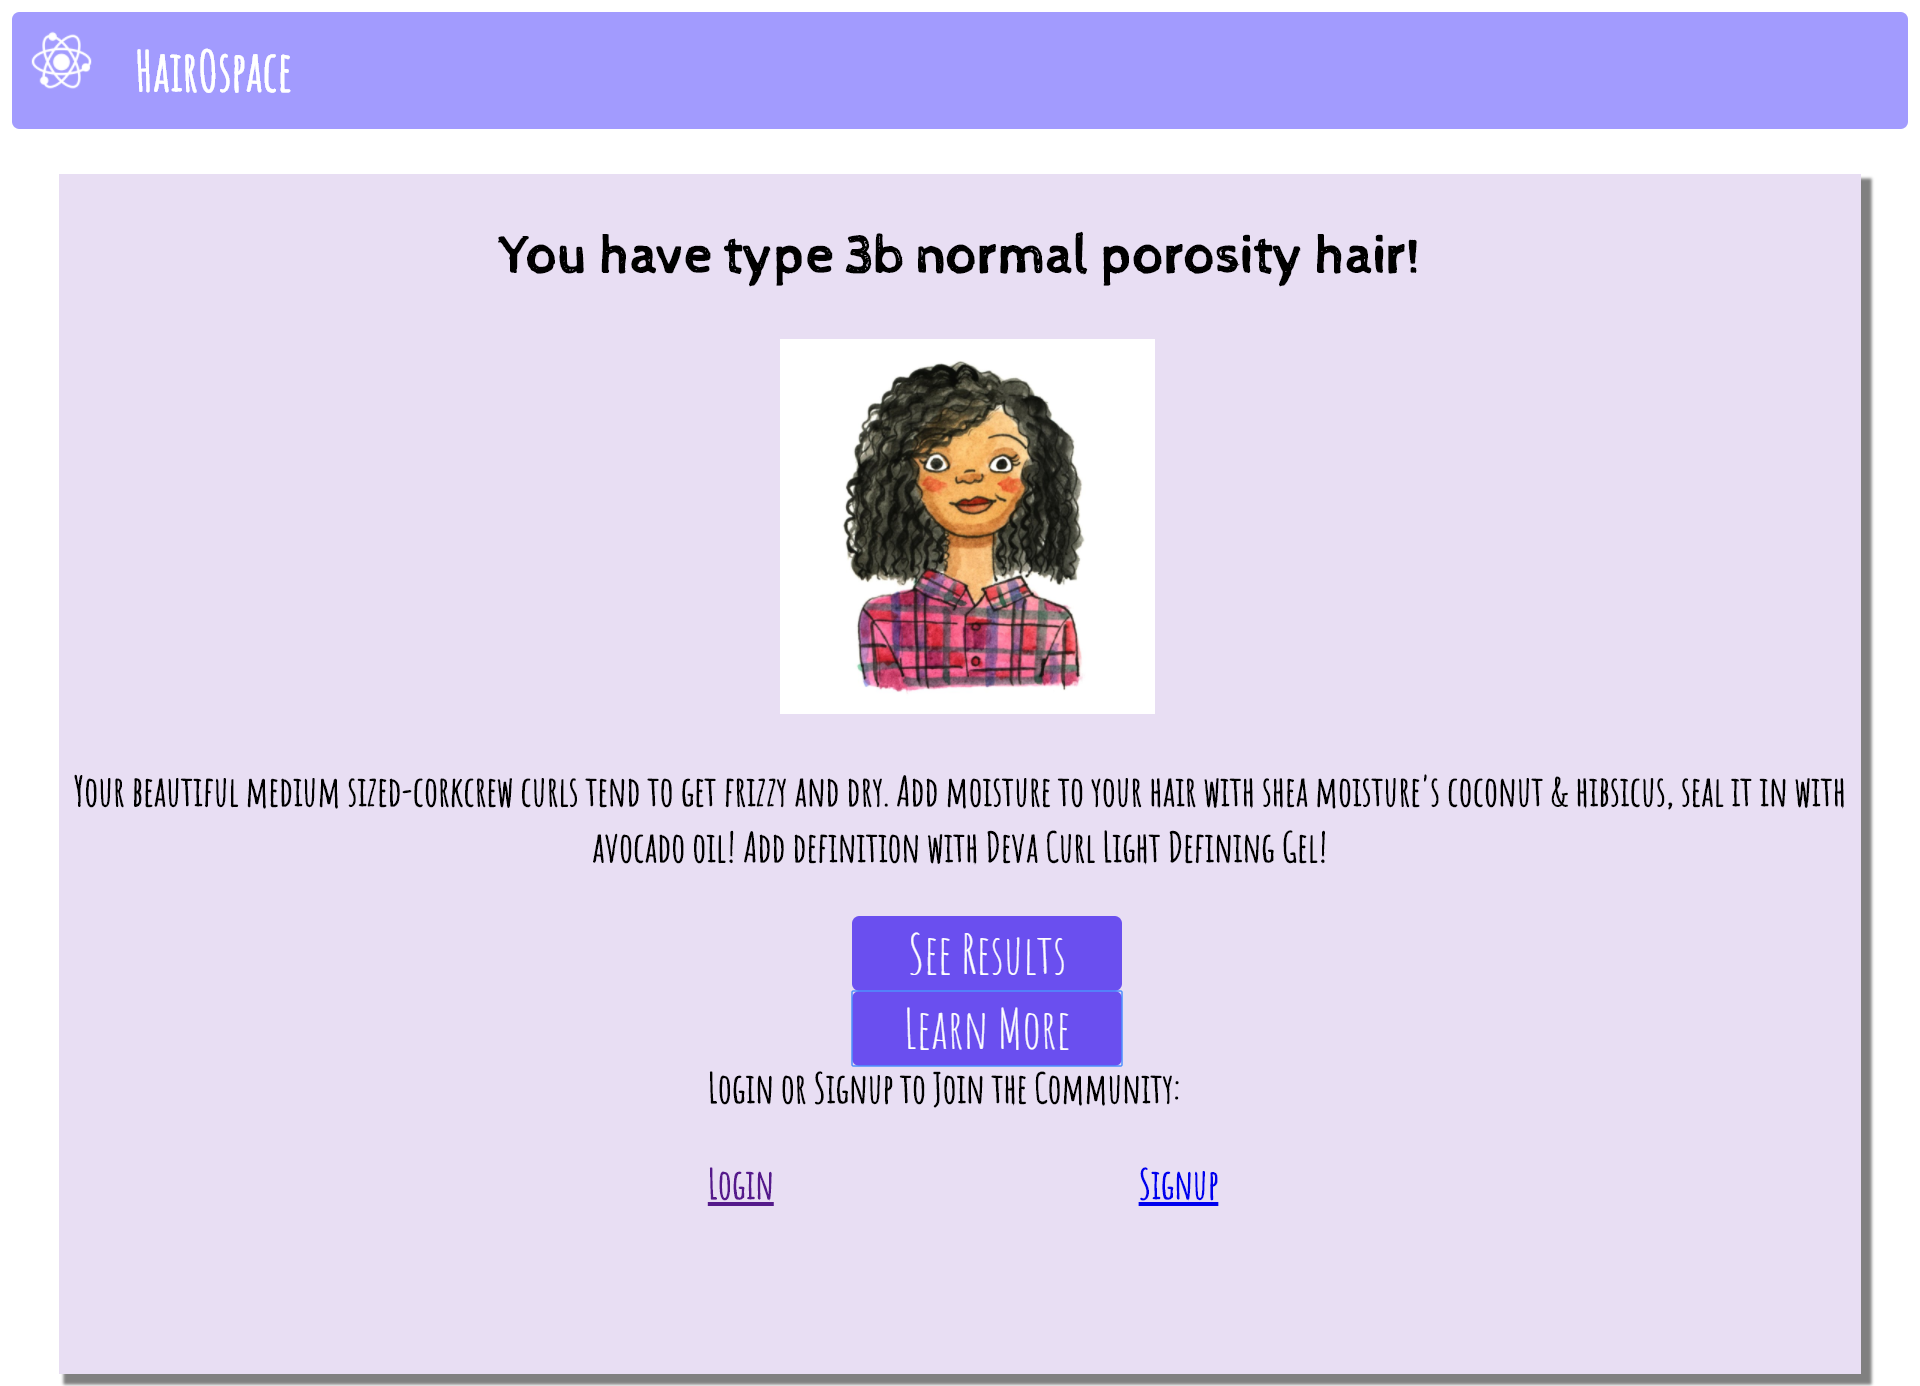 HairOspace
You have type 3b normal porosity hair!
Your beautiful medium sized-corkcrew curls tend to get frizzy and dry. Add moisture to your hair with shea moisture's coconut & hibsicus, seal it in with
avocado oil! Add definition with Deva Curl Light Defining Gel!
See Results
Learn More
Login or Signup to Join the Community:
Login Signup